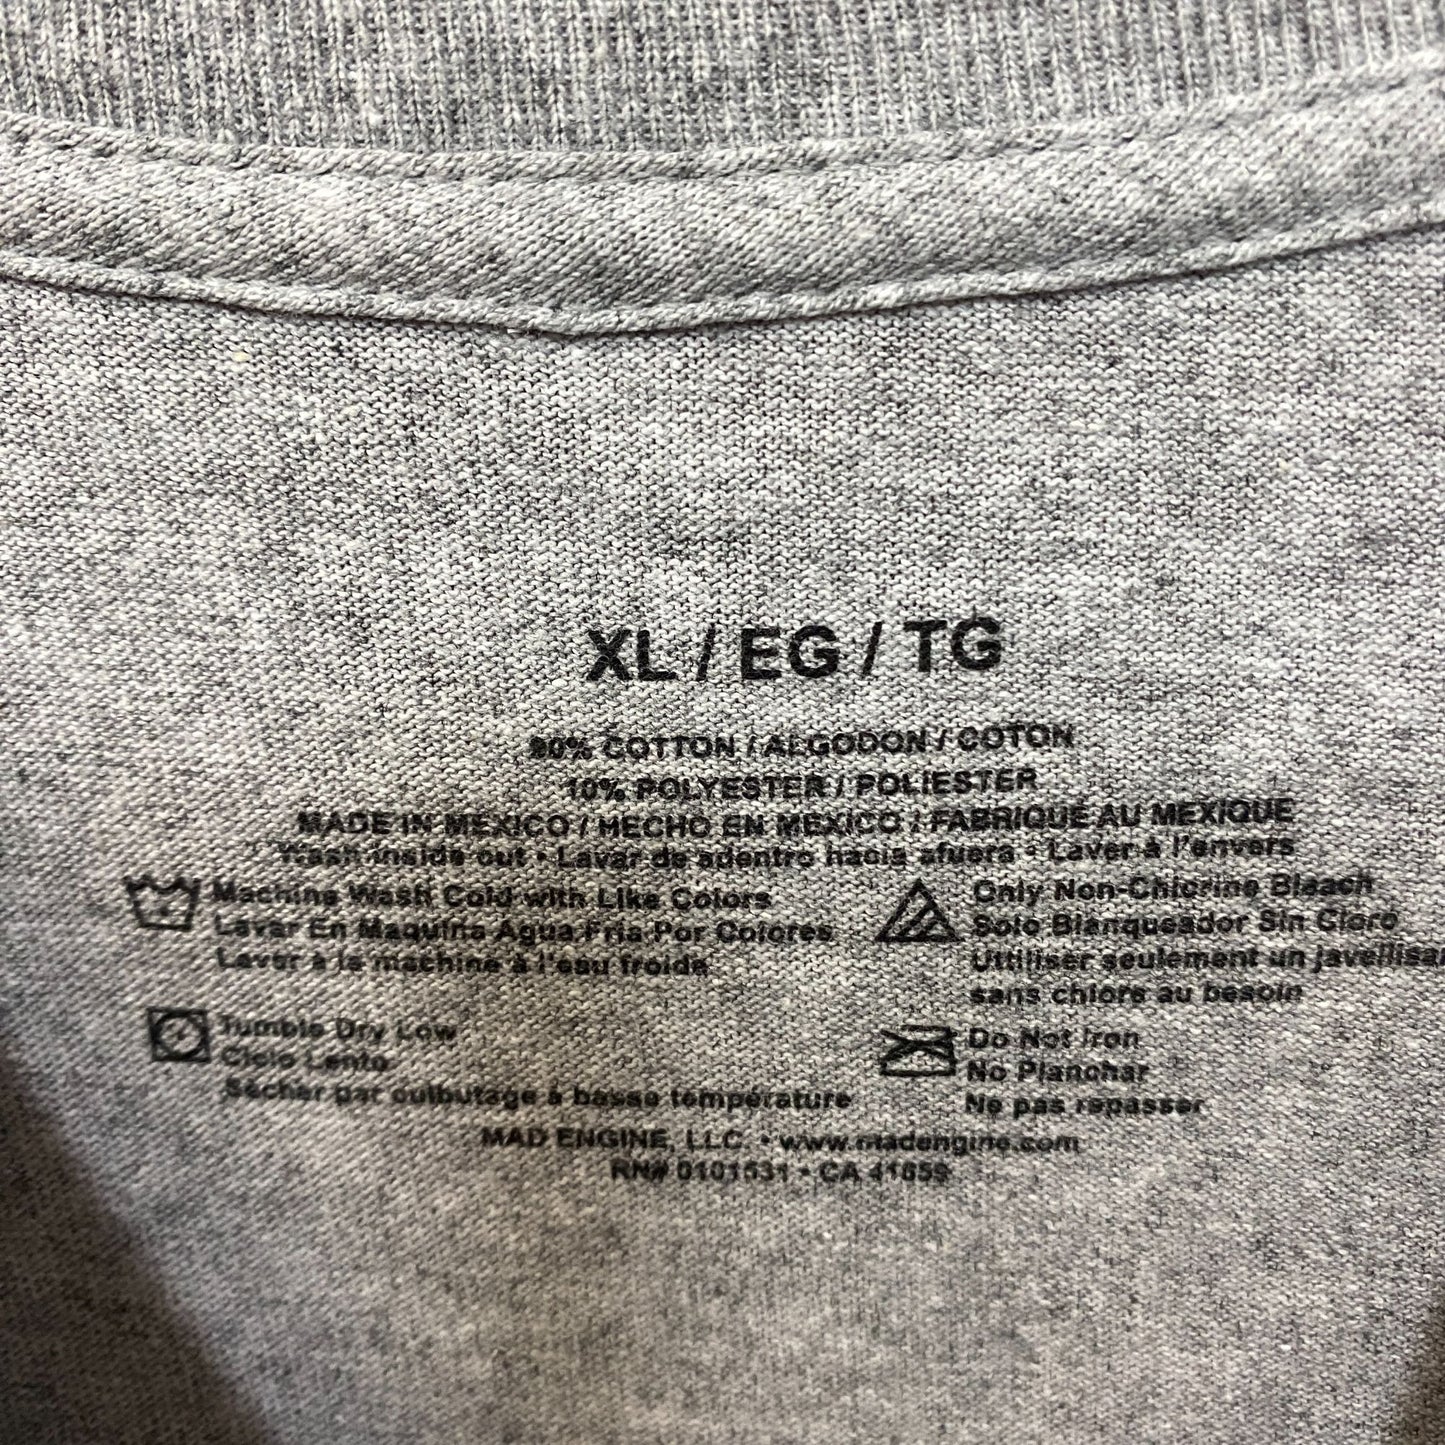 XL / EG / TG
90% COTTON / ALGODON / COTON
10% POLYESTER / POLIESTER
MADE IN MEXICO / HECHO EN MEXICO / FABRIQUÉ AU MEXIQUE
Wash inside out • Lavar de adentro hacia afuera • Laver à l'envers
Machine Wash Cold with Like Colors
Lavar En Maquina Agua Fria Por Colores
Laver à la machine à l'eau froide
Only Non-Chlorine Bleach
Solo Blanqueador Sin Cloro
Uttiliser seulement un javellisan
sans chlore au besoin
Tumble Dry Low
Ciclo Lento
Sécher par culbutage à basse température
Do Not Iron
No Planchar
Ne pas repasser
MAD ENGINE, LLC. • www.madengine.com
RN# 0101531 • CA 41659